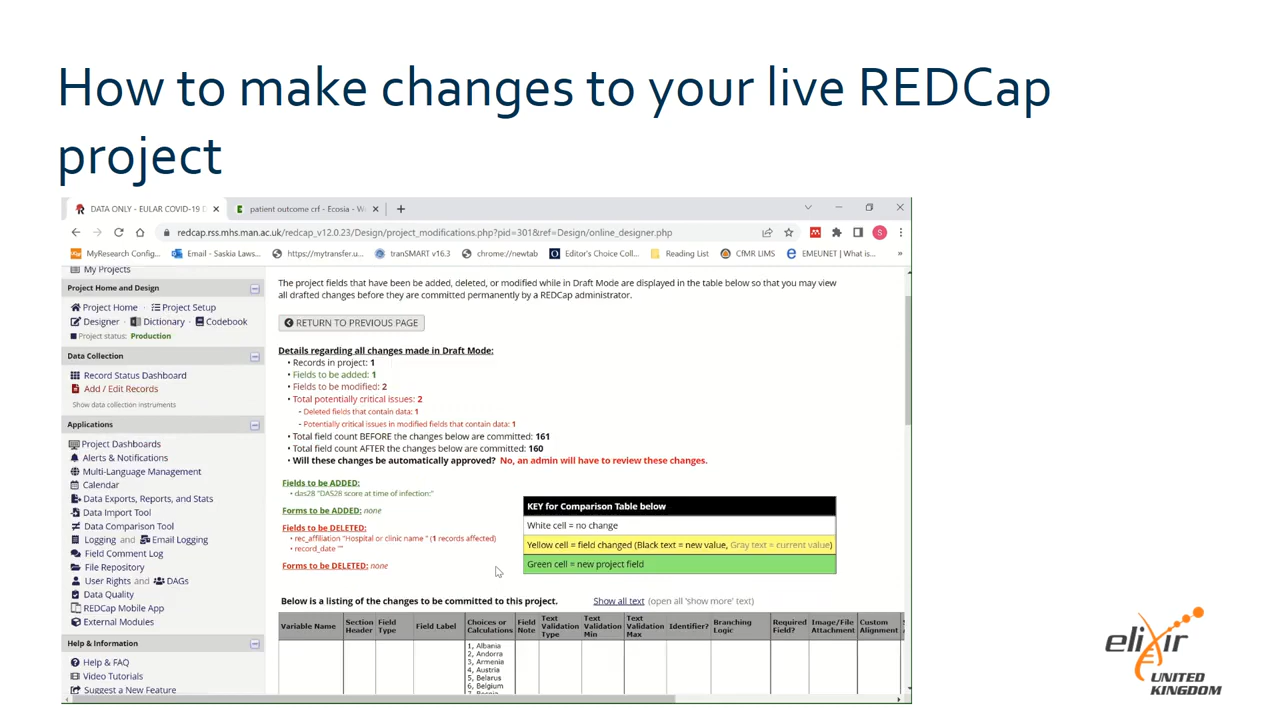 How to make changes to your live REDCap
project
DATA ONLY - EULAR COVID-19 D
patient outcome crf - Ecosia - W
redcap.rss.mhs.man.ac.uk/redcap_v12.0.23/Design/project_modifications.php?pid=301&ref=Design/online_designer.php
MyResearch Config... Email - Saskia Laws... https://mytransfer.u... tranSMART v16.3 chrome://newtab Editor's Choice Coll... Reading List CfMR LIMS EMEUNET | What is... »
My Projects
Project Home and Design
Project Home Project Setup
Designer Dictionary Codebook
Project status: Production
Data Collection
Record Status Dashboard
Add / Edit Records
Show data collection instruments
Applications
Project Dashboards
Alerts & Notifications
Multi-Language Management
Calendar
Data Exports, Reports, and Stats
Data Import Tool
Data Comparison Tool
Logging and Email Logging
Field Comment Log
File Repository
User Rights and DAGs
Data Quality
REDCap Mobile App
External Modules
Help & Information
Help & FAQ
Video Tutorials
Suggest a New Feature
The project fields that have been added, deleted, or modified while in Draft Mode are displayed in the table below so that you may view
all drafted changes before they are committed permanently by a REDCap administrator.
RETURN TO PREVIOUS PAGE
Details regarding all changes made in Draft Mode:
• Records in project: 1
• Fields to be added: 1
• Fields to be modified: 2
• Total potentially critical issues: 2
- Deleted fields that contain data: 1
- Potentially critical issues in modified fields that contain data: 1
• Total field count BEFORE the changes below are committed: 161
• Total field count AFTER the changes below are committed: 160
• Will these changes be automatically approved? No, an admin will have to review these changes.
Fields to be ADDED:
• das28 "DAS28 score at time of infection:"
Forms to be ADDED: none
Fields to be DELETED:
• rec_affiliation "Hospital or clinic name " (1 records affected)
• record_date ""
Forms to be DELETED: none
KEY for Comparison Table below
White cell = no change
Yellow cell = field changed (Black text = new value, Gray text = current value)
Green cell = new project field
Below is a listing of the changes to be committed to this project. Show all text (open all 'show more' text)
Variable Name
Section
Header
Field
Type
Field Label
Choices or
Calculations
Field
Note
Text
Validation
Type
Text
Validation
Min
Text
Validation
Max
Identifier?
Branching
Logic
Required
Field?
Image/File
Attachment
Custom
Alignment
1, Albania
2, Andorra
3, Armenia
4, Austria
5, Belarus
6, Belgium
elixir
UNITED
KINGDOM